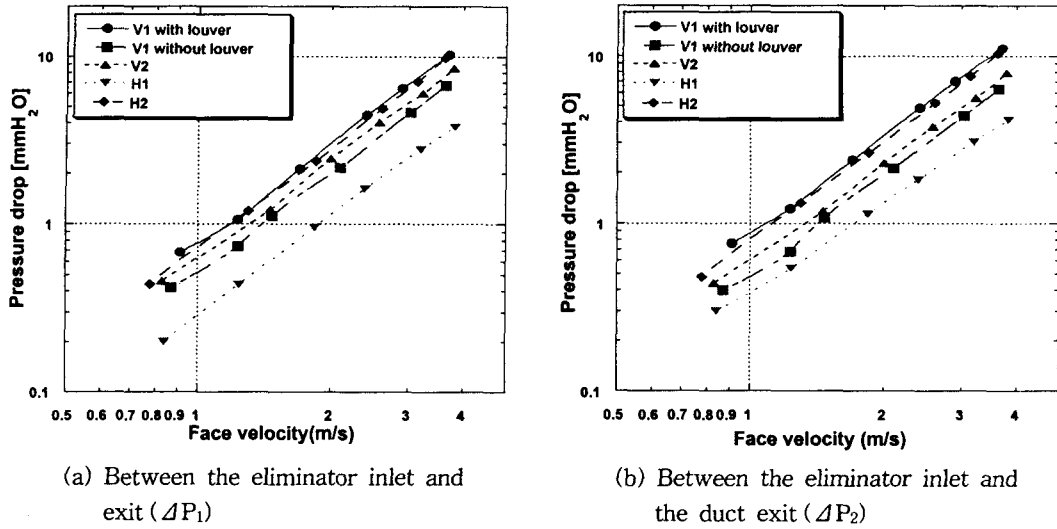 V1 with louver
V1 without louver
V2
H1
H2
Pressure drop [mmH2O]
10
1
0.1
0.5 0.6 0.7 0.8 0.9 1 2 3 4 5
Face velocity(m/s)
(a) Between the eliminator inlet and
exit (ΔP1)
V1 with louver
V1 without louver
V2
H1
H2
Pressure drop [mmH2O]
10
1
0.1
0.5 0.6 0.7 0.8 0.9 1 2 3 4 5
Face velocity (m/s)
(b) Between the eliminator inlet and
the duct exit (ΔP2)